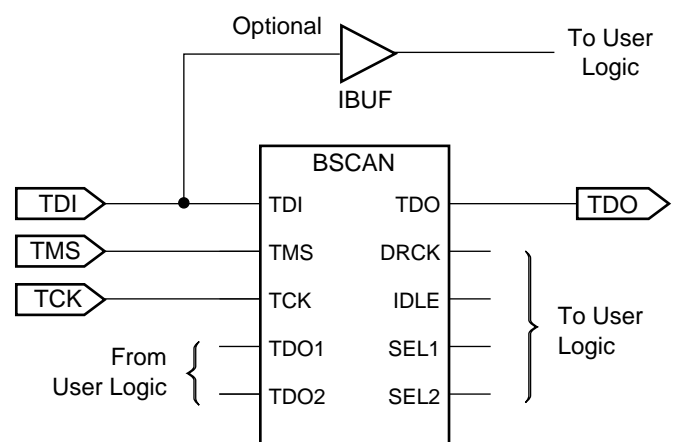 Optional
To User
Logic
IBUF
BSCAN
TDI
TDI
TDO
TDO
TMS
TMS
DRCK
TCK
TCK
IDLE
To User
Logic
From
User Logic
TDO1
SEL1
TDO2
SEL2